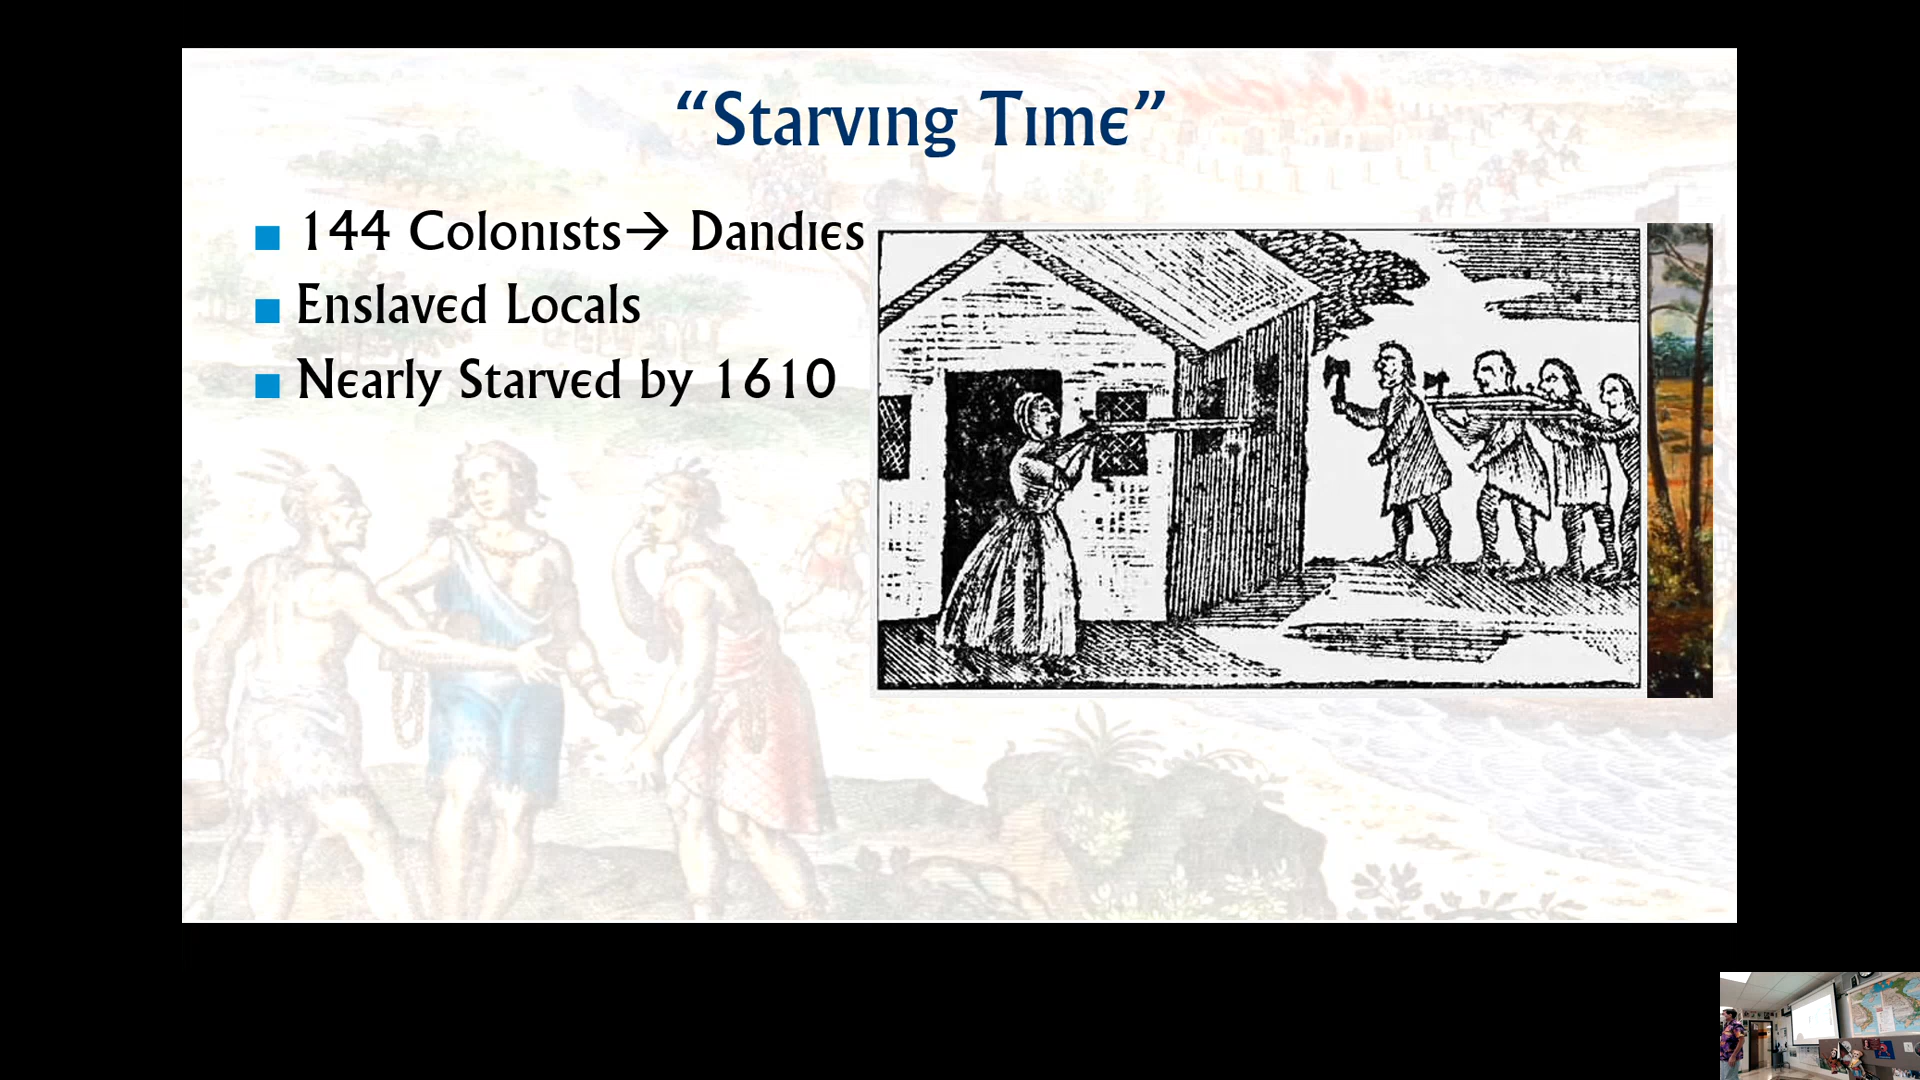 “Starving Time”
■ 144 Colonists→ Dandies
■ Enslaved Locals
■ Nearly Starved by 1610